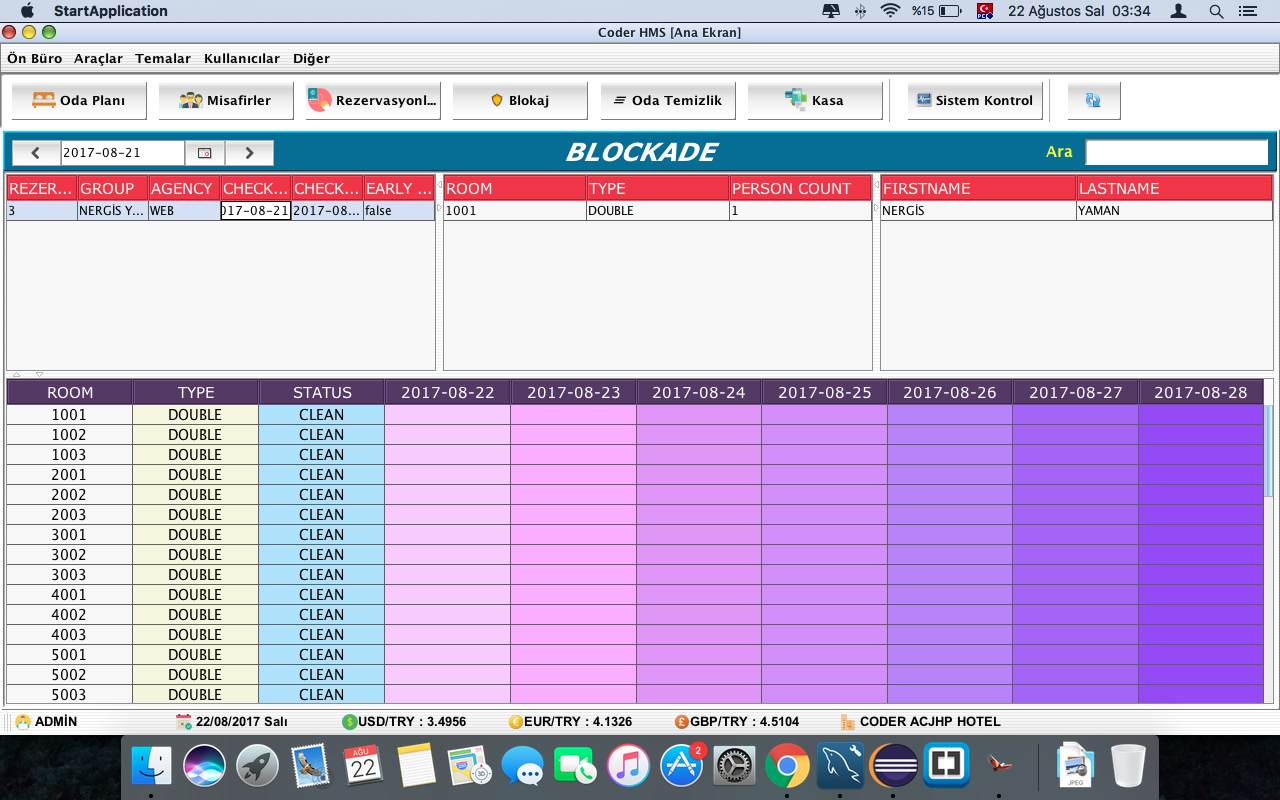 StartApplication %15 PEK 22 Ağustos Sal 03:34
Coder HMS [Ana Ekran]
Ön Büro Araçlar Temalar Kullanıcılar Diğer
Oda Planı Misafirler Rezervasyonl... Blokaj Oda Temizlik Kasa Sistem Kontrol
2017-08-21 BLOCKADE Ara
REZER... GROUP AGENCY CHECK... CHECK... EARLY ... ROOM TYPE PERSON COUNT FIRSTNAME LASTNAME
3 NERGİS Y... WEB 017-08-21 2017-08... false 1001 DOUBLE 1 NERGİS YAMAN
ROOM TYPE STATUS 2017-08-22 2017-08-23 2017-08-24 2017-08-25 2017-08-26 2017-08-27 2017-08-28
1001 DOUBLE CLEAN
1002 DOUBLE CLEAN
1003 DOUBLE CLEAN
2001 DOUBLE CLEAN
2002 DOUBLE CLEAN
2003 DOUBLE CLEAN
3001 DOUBLE CLEAN
3002 DOUBLE CLEAN
3003 DOUBLE CLEAN
4001 DOUBLE CLEAN
4002 DOUBLE CLEAN
4003 DOUBLE CLEAN
5001 DOUBLE CLEAN
5002 DOUBLE CLEAN
5003 DOUBLE CLEAN
ADMİN 22/08/2017 Salı USD/TRY : 3.4956 EUR/TRY : 4.1326 GBP/TRY : 4.5104 CODER ACJHP HOTEL
AĞU
22
3D
2
JPEG